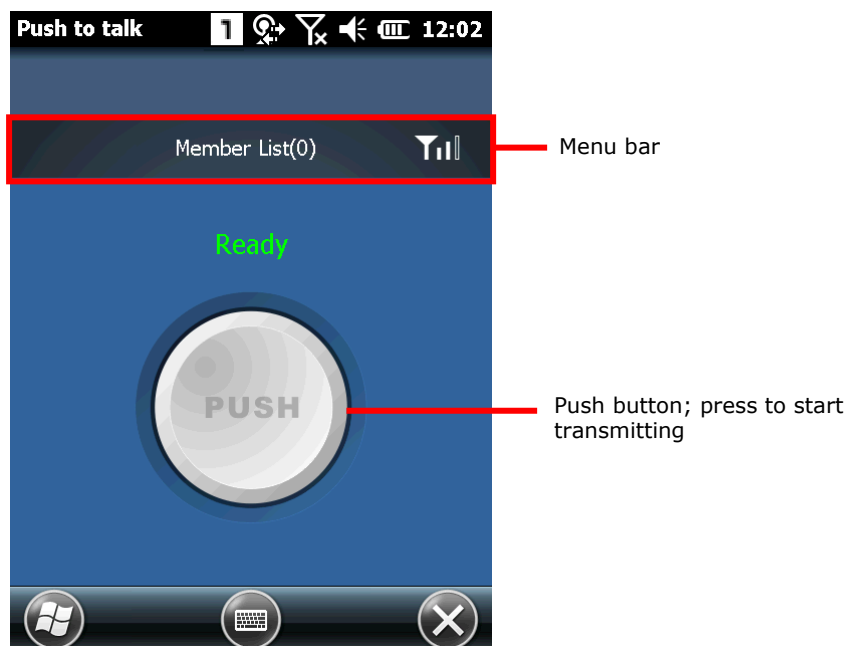 Push to talk 1 12:02
Member List(0)
Menu bar
Ready
PUSH
Push button; press to start
transmitting